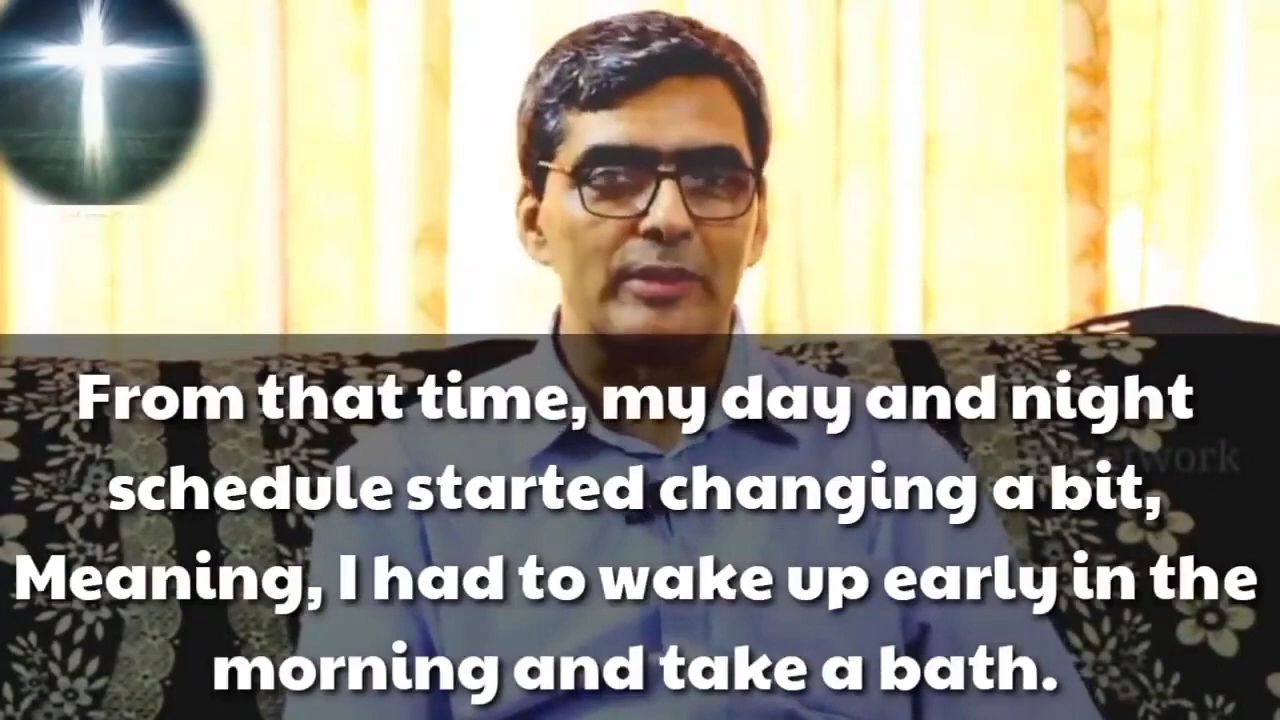 From that time, my day and night
schedule started changing a bit,
Meaning, I had to wake up early in the
morning and take a bath.